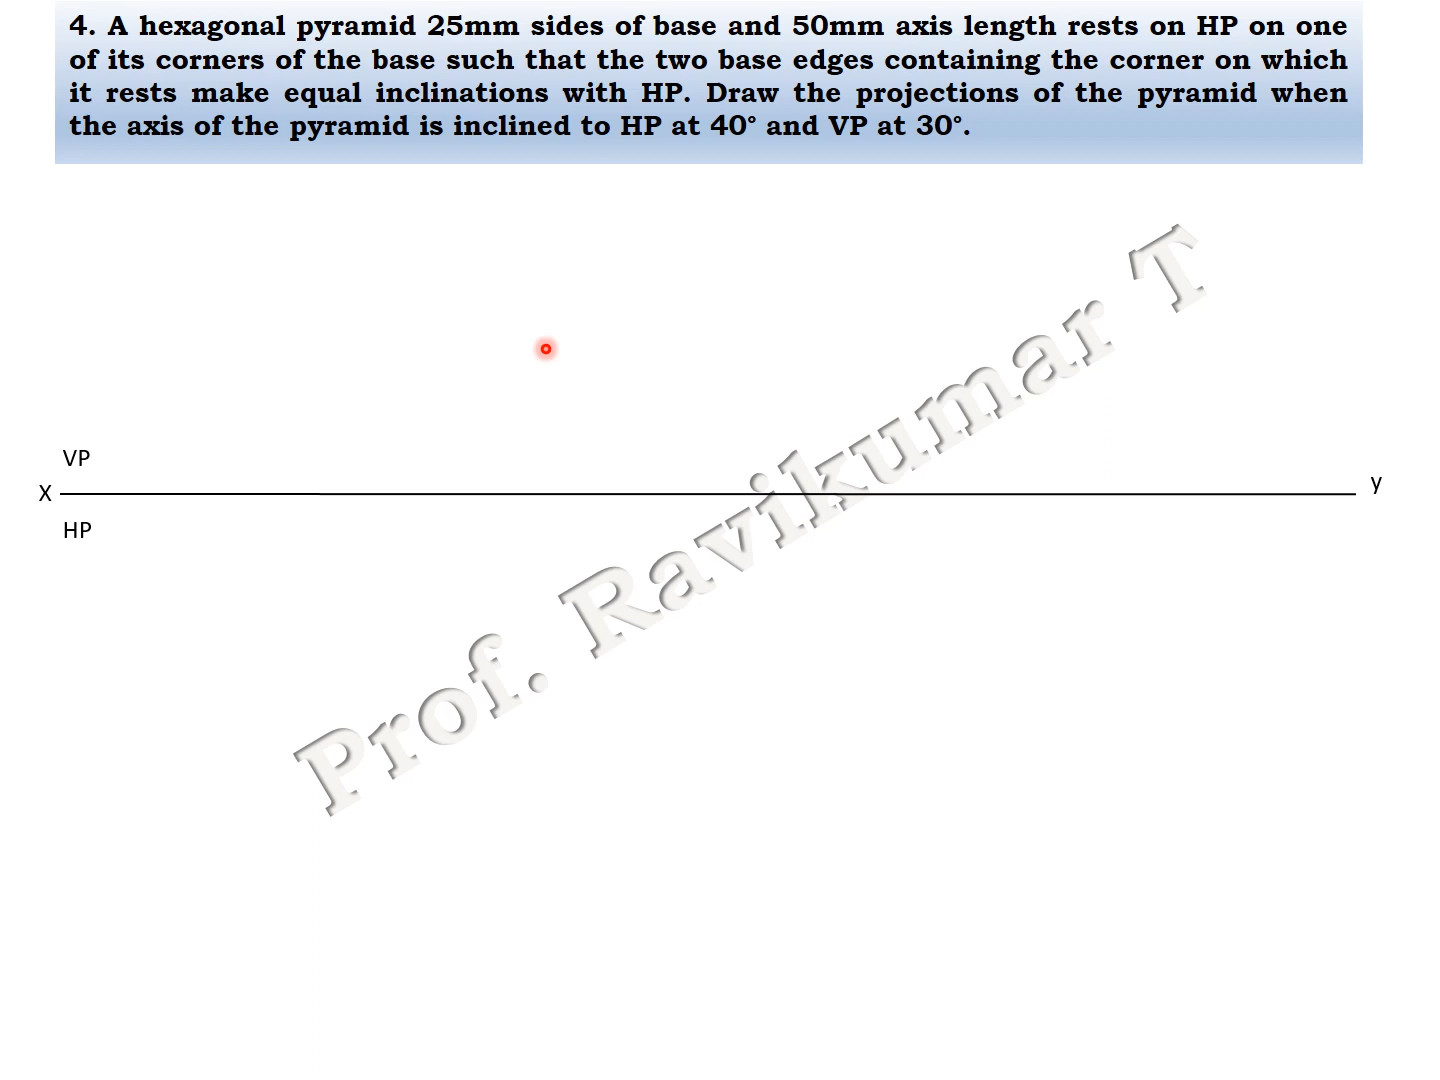 4. A hexagonal pyramid 25mm sides of base and 50mm axis length rests on HP on one
of its corners of the base such that the two base edges containing the corner on which
it rests make equal inclinations with HP. Draw the projections of the pyramid when
the axis of the pyramid is inclined to HP at 40° and VP at 30°.
Prof. Ravikumar T
VP
X
y
HP